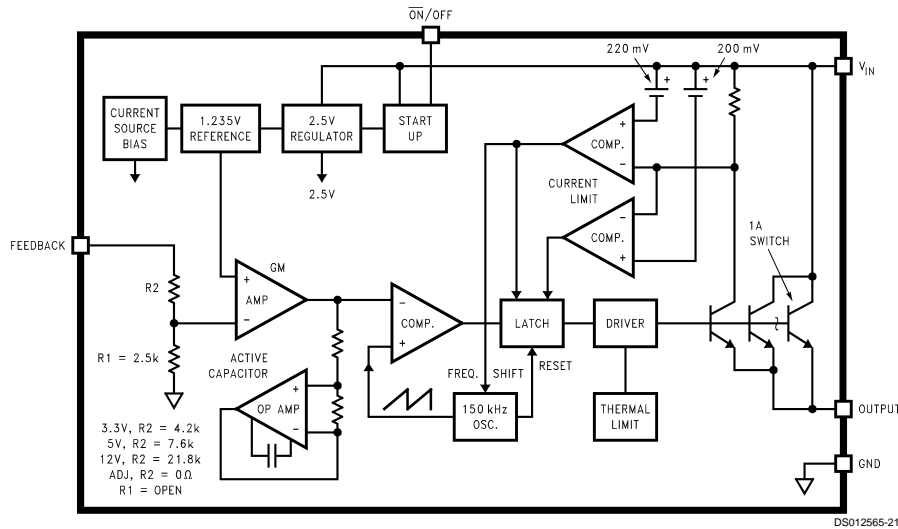 ON/OFF
220 mV
200 mV
+
+
VIN
CURRENT
SOURCE
BIAS
1.235V
REFERENCE
2.5V
REGULATOR
START
UP
+
COMP.
−
2.5V
CURRENT
LIMIT
−
COMP.
+
FEEDBACK
1A
SWITCH
R2
GM
+
AMP
−
−
COMP.
+
LATCH
DRIVER
R1 = 2.5k
ACTIVE
CAPACITOR
FREQ. SHIFT
RESET
+
OP AMP
−
150 kHz
OSC.
THERMAL
LIMIT
OUTPUT
3.3V, R2 = 4.2k
5V, R2 = 7.6k
12V, R2 = 21.8k
ADJ, R2 = 0Ω
R1 = OPEN
GND
DS012565-21